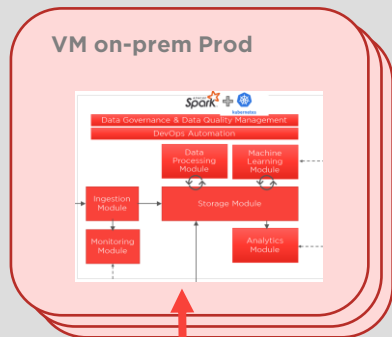 VM on-prem Prod
Spark
kubernetes
Data Governance & Data Quality Management
DevOps Automation
Data
Processing
Module
Machine
Learning
Module
Ingestion
Module
Storage Module
Monitoring
Module
Analytics
Module